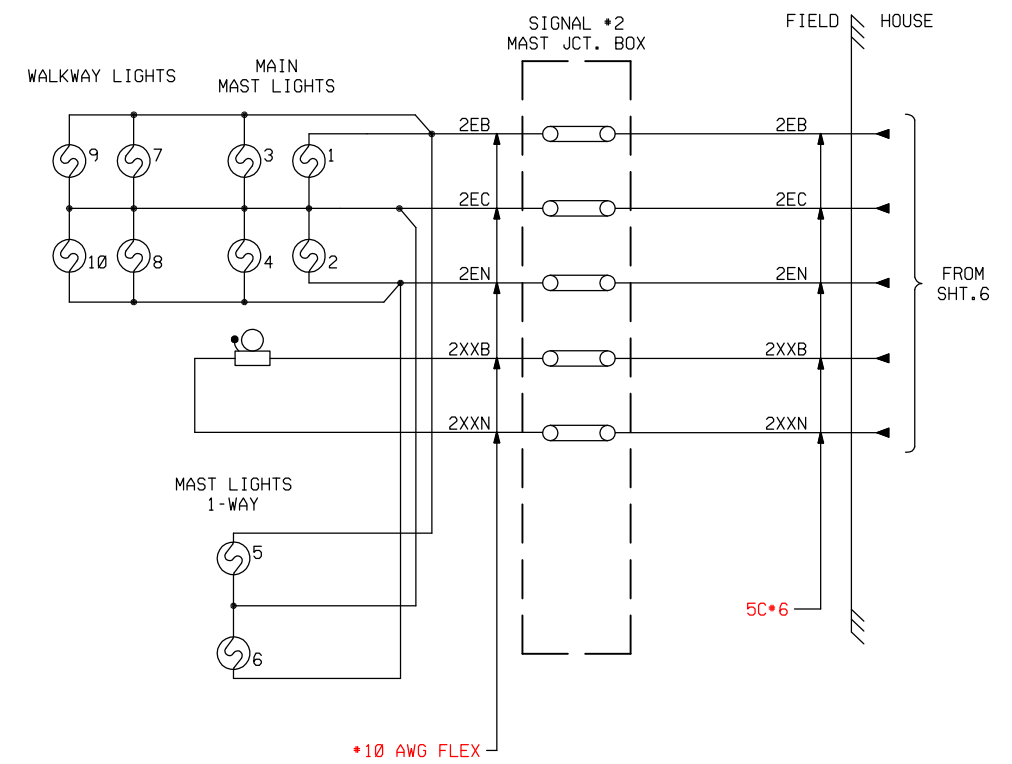 SIGNAL #2
MAST JCT. BOX
FIELD
HOUSE
WALKWAY LIGHTS
MAIN
MAST LIGHTS
2EB
2EB
9
7
3
1
2EC
2EC
10
8
4
2
2EN
2EN
FROM
SHT.6
2XXB
2XXB
2XXN
2XXN
MAST LIGHTS
1-WAY
5
6
5C#6
#10 AWG FLEX